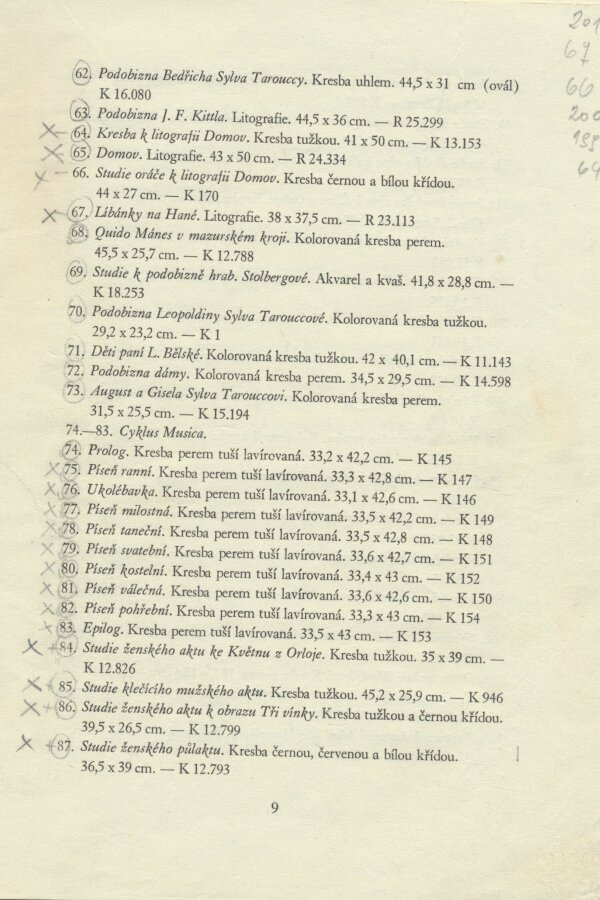 201
67
66
200
199
64
62. Podobizna Bedřicha Sylva Tarouccy. Kresba uhlem. 44,5 x 31 cm (ovál)
K 16.080
63. Podobizna J. F. Kittla. Litografie. 44,5 x 36 cm. — R 25.299
64. Kresba k litografii Domov. Kresba tužkou. 41 x 50 cm. — K 13.153
65. Domov. Litografie. 43 x 50 cm. — R 24.334
66. Studie oráče k litografii Domov. Kresba černou a bílou křídou.
44 x 27 cm. — K 170
67. Líbánky na Hané. Litografie. 38 x 37,5 cm. — R 23.113
68. Quido Mánes v mazurském kroji. Kolorovaná kresba perem.
45,5 x 25,7 cm. — K 12.788
69. Studie k podobizně hrab. Stolbergové. Akvarel a kvaš. 41,8 x 28,8 cm. —
K 18.253
70. Podobizna Leopoldiny Sylva Tarouccové. Kolorovaná kresba tužkou.
29,2 x 23,2 cm. — K 1
71. Děti paní L. Bělské. Kolorovaná kresba tužkou. 42 x 40,1 cm. — K 11.143
72. Podobizna dámy. Kolorovaná kresba perem. 34,5 x 29,5 cm. — K 14.598
73. August a Gisela Sylva Tarouccovi. Kolorovaná kresba perem.
31,5 x 25,5 cm. — K 15.194
74.—83. Cyklus Musica.
74. Prolog. Kresba perem tuší lavírovaná. 33,2 x 42,2 cm. — K 145
75. Píseň ranní. Kresba perem tuší lavírovaná. 33,3 x 42,8 cm. — K 147
76. Ukolébavka. Kresba perem tuší lavírovaná. 33,1 x 42,6 cm. — K 146
77. Píseň milostná. Kresba perem tuší lavírovaná. 33,5 x 42,2 cm. — K 149
78. Píseň taneční. Kresba perem tuší lavírovaná. 33,5 x 42,8 cm. — K 148
79. Píseň svatební. Kresba perem tuší lavírovaná. 33,6 x 42,7 cm. — K 151
80. Píseň kostelní. Kresba perem tuší lavírovaná. 33,4 x 43 cm. — K 152
81. Píseň válečná. Kresba perem tuší lavírovaná. 33,6 x 42,6 cm. — K 150
82. Píseň pohřební. Kresba perem tuší lavírovaná. 33,3 x 43 cm. — K 154
83. Epilog. Kresba perem tuší lavírovaná. 33,5 x 43 cm. — K 153
84. Studie ženského aktu ke Květnu z Orloje. Kresba tužkou. 35 x 39 cm. —
K 12.826
85. Studie klečícího mužského aktu. Kresba tužkou. 45,2 x 25,9 cm. — K 946
86. Studie ženského aktu k obrazu Tři vínky. Kresba tužkou a černou křídou.
39,5 x 26,5 cm. — K 12.799
87. Studie ženského půlaktu. Kresba černou, červenou a bílou křídou.
36,5 x 39 cm. — K 12.793
9